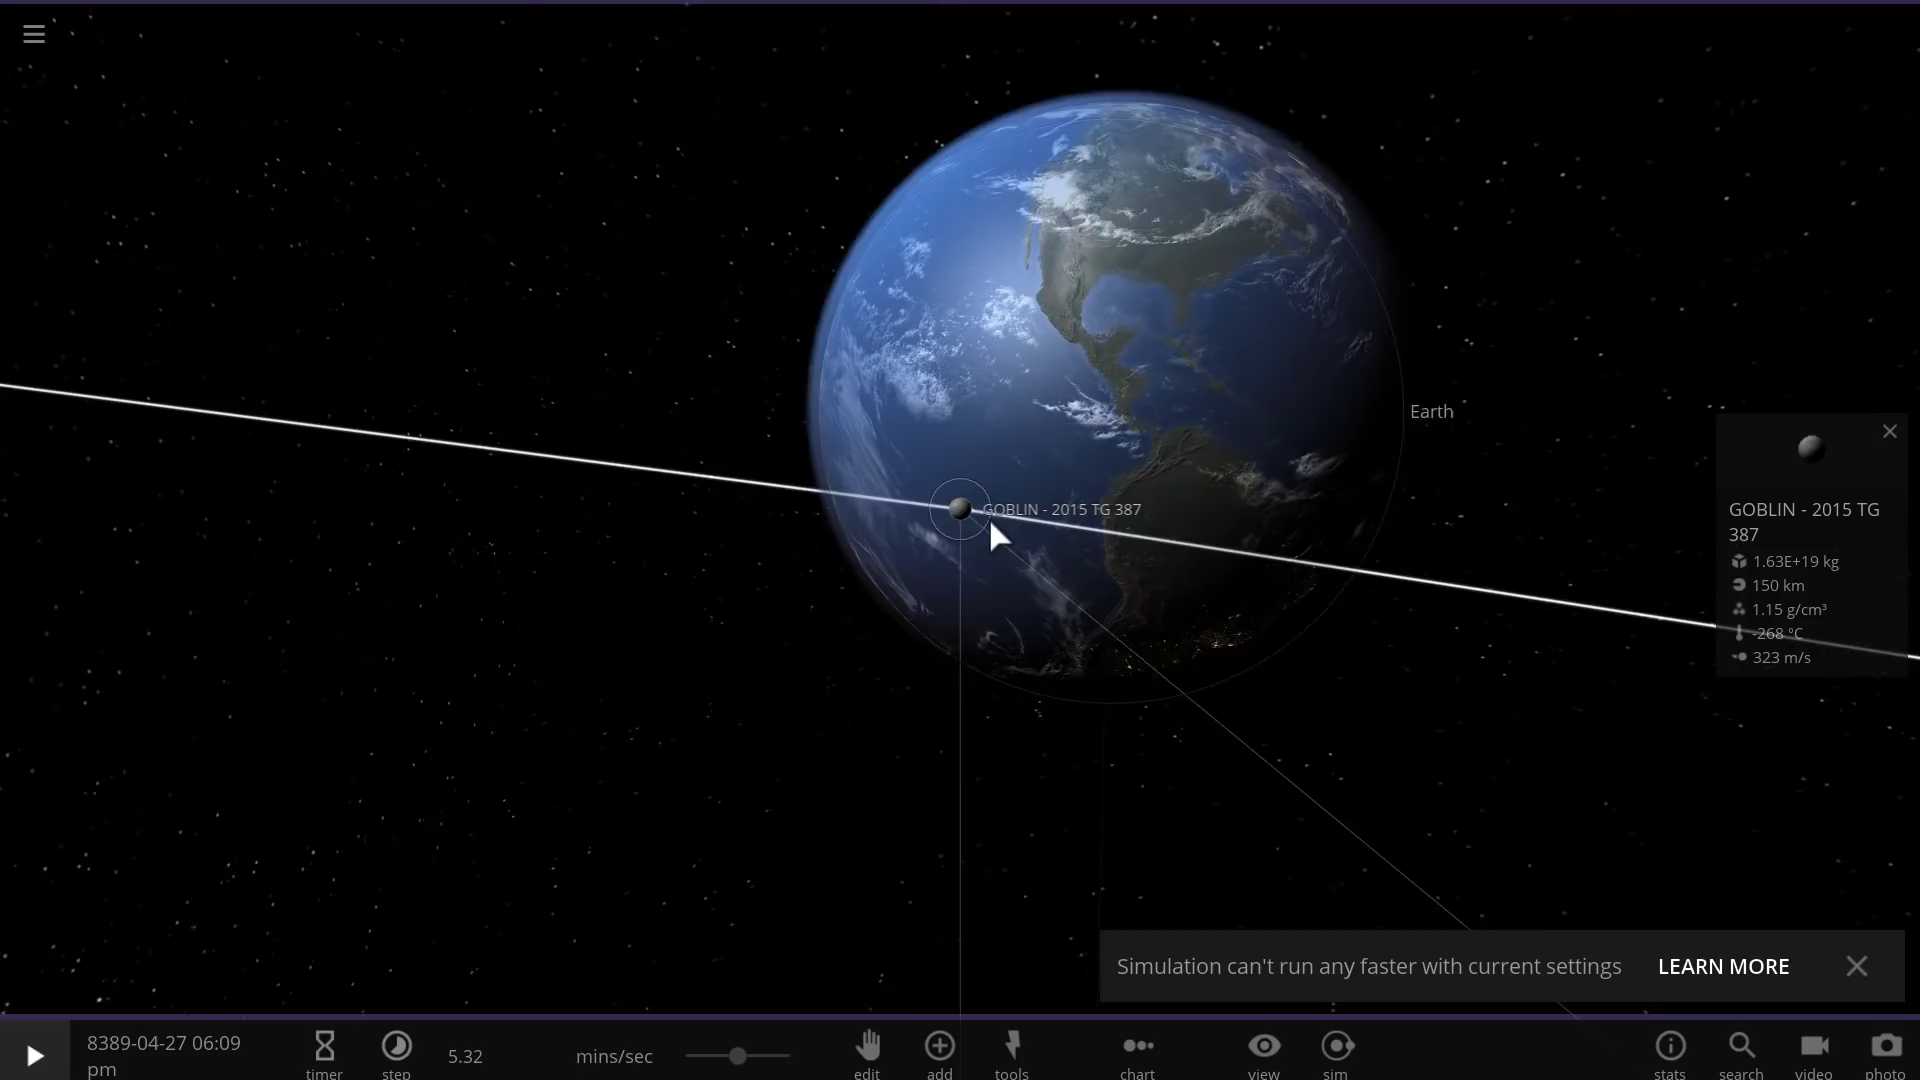 Earth
GOBLIN - 2015 TG 387
GOBLIN - 2015 TG
387
1.63E+19 kg
150 km
1.15 g/cm³
-268 °C
323 m/s
Simulation can't run any faster with current settings LEARN MORE
8389-04-27 06:09
pm
timer
step
5.32 mins/sec
edit
add
tools
chart
view
sim
stats
search
video
photo